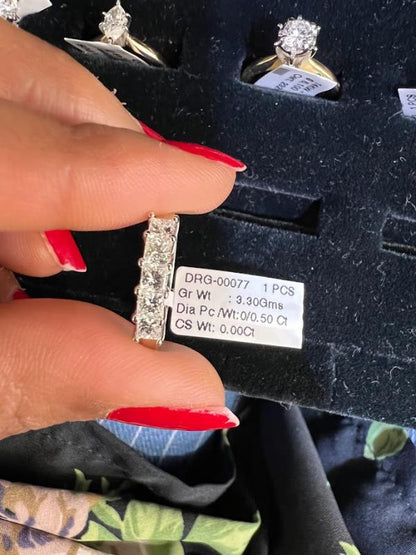 DRG-00077 1 PCS
Gr Wt : 3.30Gms
Dia Pc/Wt:0/0.50 Ct
CS Wt: 0.00Ct